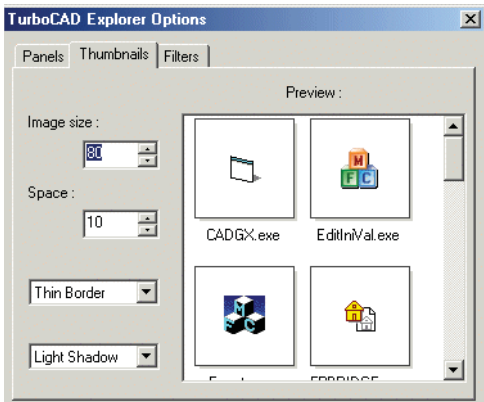 TurboCAD Explorer Options
Panels Thumbnails Filters
Preview :
Image size :
80
Space :
10
CADGX.exe EditIniVal.exe
M
F C
Thin Border
M
F C
Light Shadow